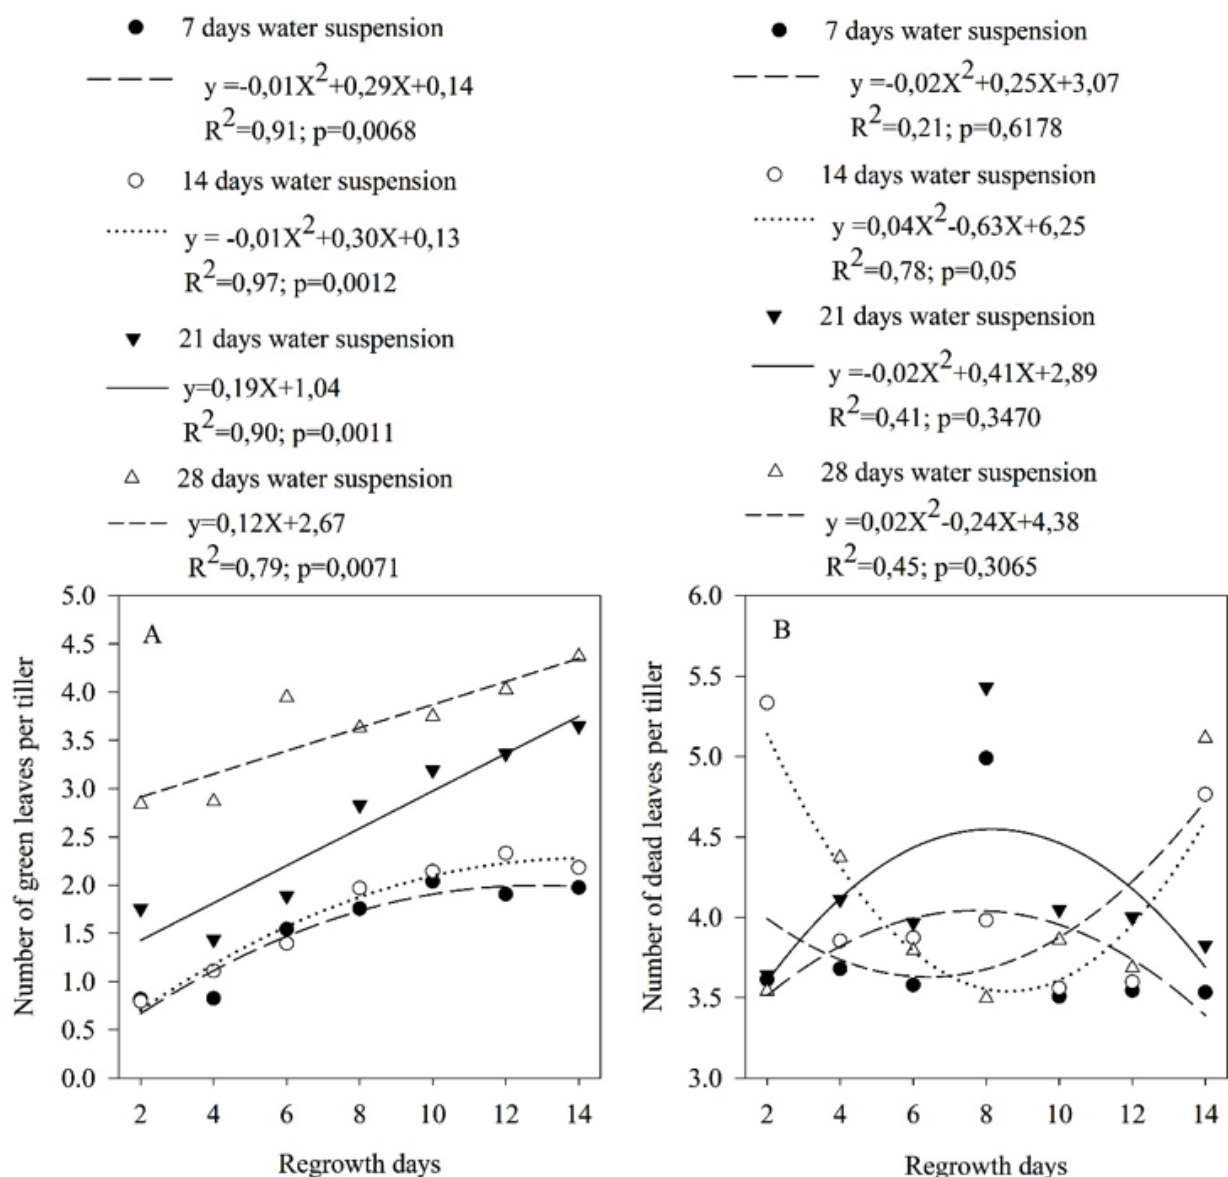 7 days water suspension
y =-0,01X²+0,29X+0,14
R²=0,91; p=0,0068
14 days water suspension
y = -0,01X²+0,30X+0,13
R²=0,97; p=0,0012
21 days water suspension
y=0,19X+1,04
R²=0,90; p=0,0011
28 days water suspension
y=0,12X+2,67
R²=0,79; p=0,0071
5.0
4.5
4.0
3.5
3.0
2.5
2.0
1.5
1.0
0.5
0.0
A
Number of green leaves per tiller
2 4 6 8 10 12 14
Regrowth days
7 days water suspension
y =-0,02X²+0,25X+3,07
R²=0,21; p=0,6178
14 days water suspension
y =0,04X²-0,63X+6,25
R²=0,78; p=0,05
21 days water suspension
y =-0,02X²+0,41X+2,89
R²=0,41; p=0,3470
28 days water suspension
y =0,02X²-0,24X+4,38
R²=0,45; p=0,3065
6.0
5.5
5.0
4.5
4.0
3.5
3.0
B
Number of dead leaves per tiller
2 4 6 8 10 12 14
Regrowth days